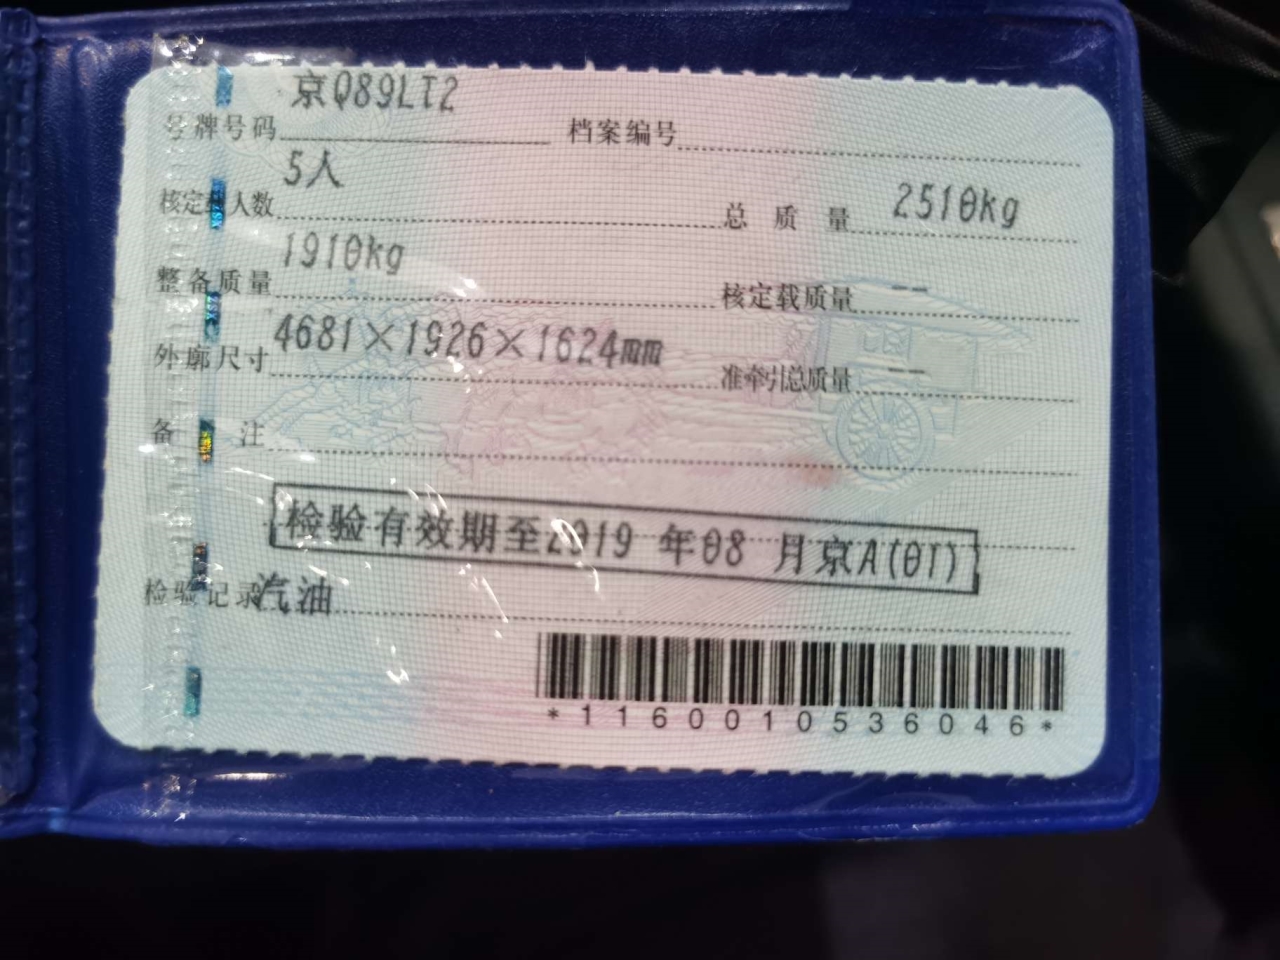 号牌号码 京Q89LT2 档案编号
核定载人数 5人 总质量 2510kg
整备质量 1910kg 核定载质量 --
外廓尺寸 4681×1926×1624mm 准牵引总质量 --
备注
检验有效期至2019年08月京A(01)
检验记录 汽油
*1160010536046*